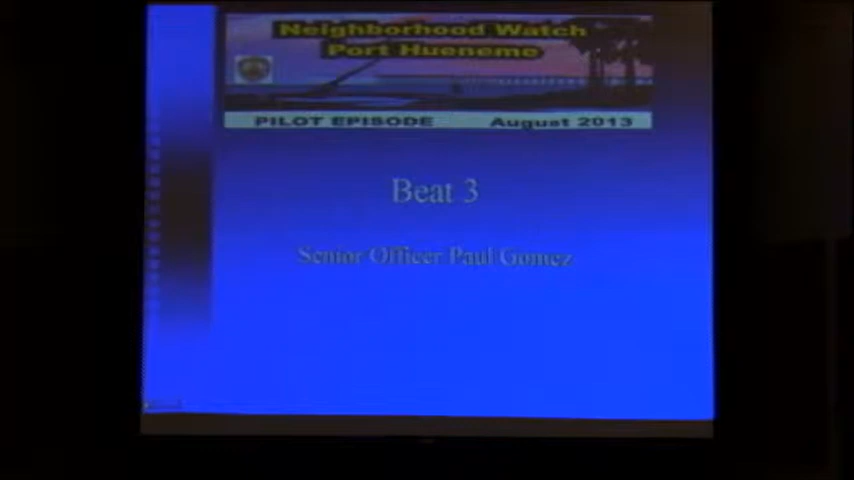 Neighborhood Watch
Port Hueneme
PILOT EPISODE August 2013
Beat 3
Senior Officer Paul Gomez